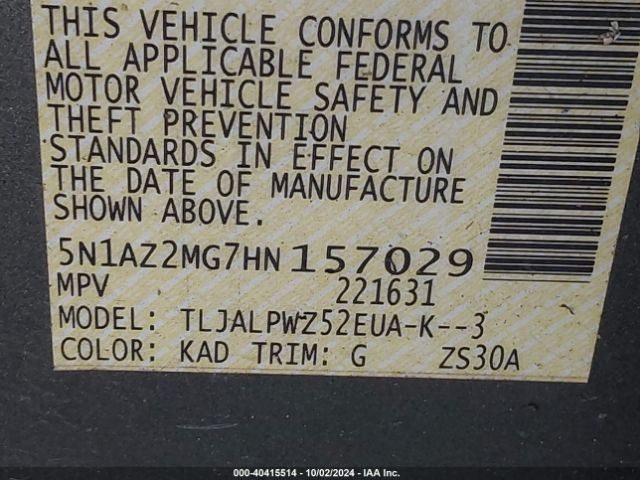 THIS VEHICLE CONFORMS TO
ALL APPLICABLE FEDERAL
MOTOR VEHICLE SAFETY AND
THEFT PREVENTION
STANDARDS IN EFFECT ON
THE DATE OF MANUFACTURE
SHOWN ABOVE.
5N1AZ2MG7HN157029
MPV 221631
MODEL: TLJALPWZ52EUA-K--3
COLOR: KAD TRIM: G ZS30A
000-40415514 - 10/02/2024 - IAA Inc.